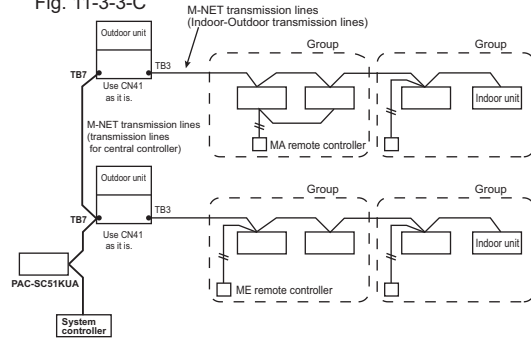 Fig. 11-3-3-C
M-NET transmission lines
(Indoor-Outdoor transmission lines)
Outdoor unit
Group
Group
TB7
TB3
Use CN41
as it is.
Indoor unit
MA remote controller
M-NET transmission lines
(transmission lines
for central controller)
Outdoor unit
Group
Group
TB7
TB3
Use CN41
as it is.
Indoor unit
PAC-SC51KUA
ME remote controller
System
controller